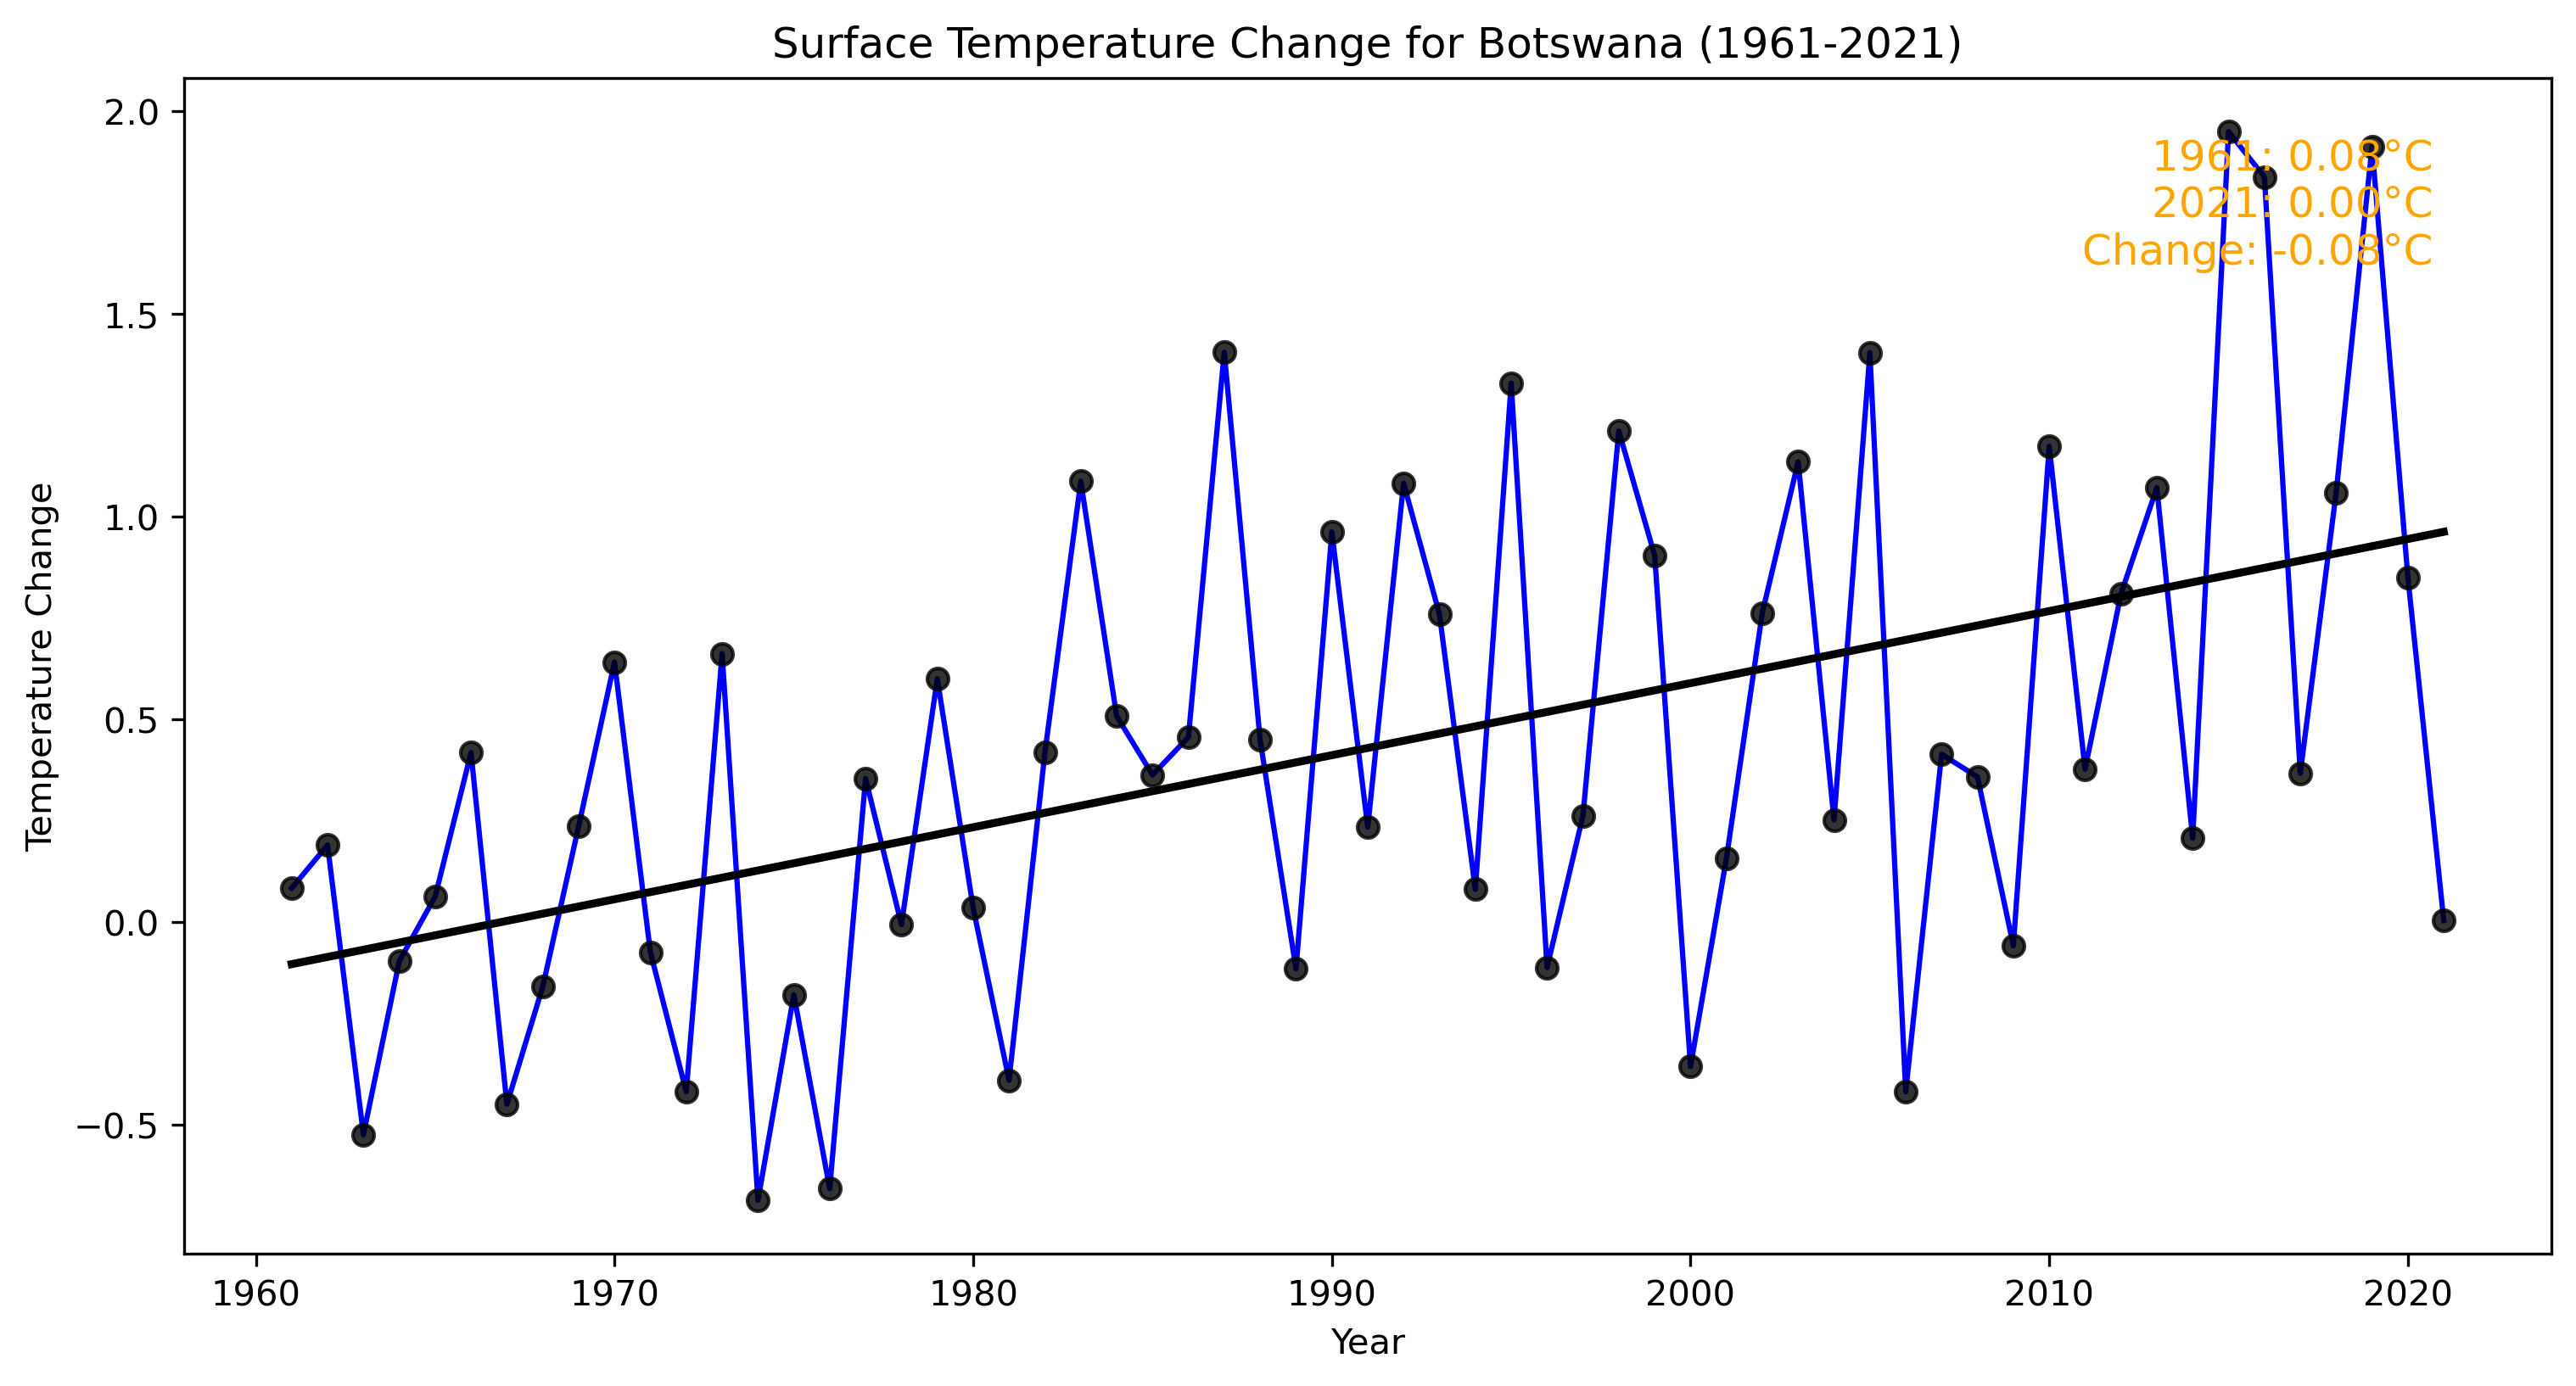 Surface Temperature Change for Botswana (1961-2021)
2.0
1.5
1.0
0.5
0.0
−0.5
Temperature Change
1961: 0.08°C
2021: 0.00°C
Change: -0.08°C
1960 1970 1980 1990 2000 2010 2020
Year